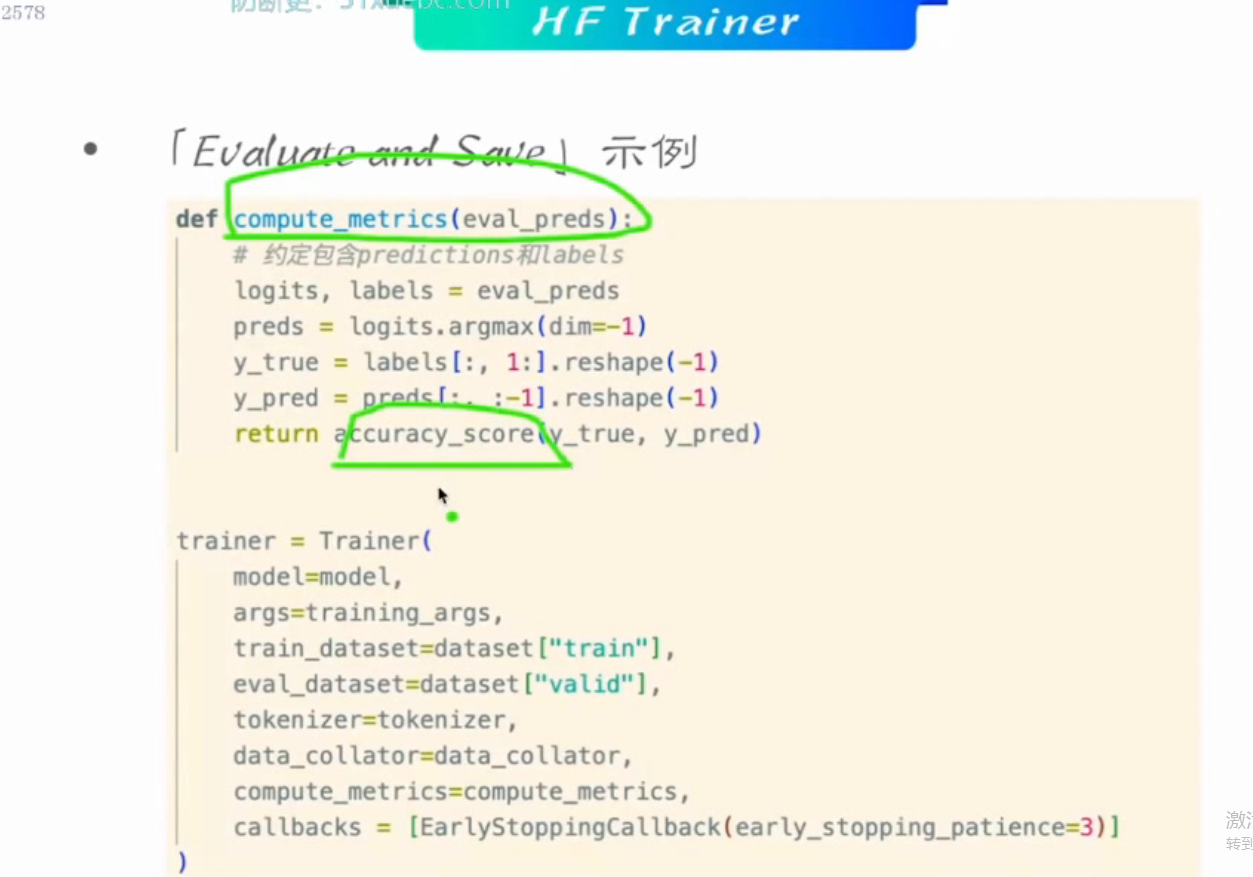 2578
HF Trainer
• 「Evaluate and Save」 示例
def compute_metrics(eval_preds):
    # 约定包含predictions和labels
    logits, labels = eval_preds
    preds = logits.argmax(dim=-1)
    y_true = labels[:, 1:].reshape(-1)
    y_pred = preds[:, :-1].reshape(-1)
    return accuracy_score(y_true, y_pred)
trainer = Trainer(
    model=model,
    args=training_args,
    train_dataset=dataset["train"],
    eval_dataset=dataset["valid"],
    tokenizer=tokenizer,
    data_collator=data_collator,
    compute_metrics=compute_metrics,
    callbacks = [EarlyStoppingCallback(early_stopping_patience=3)]
)
转到